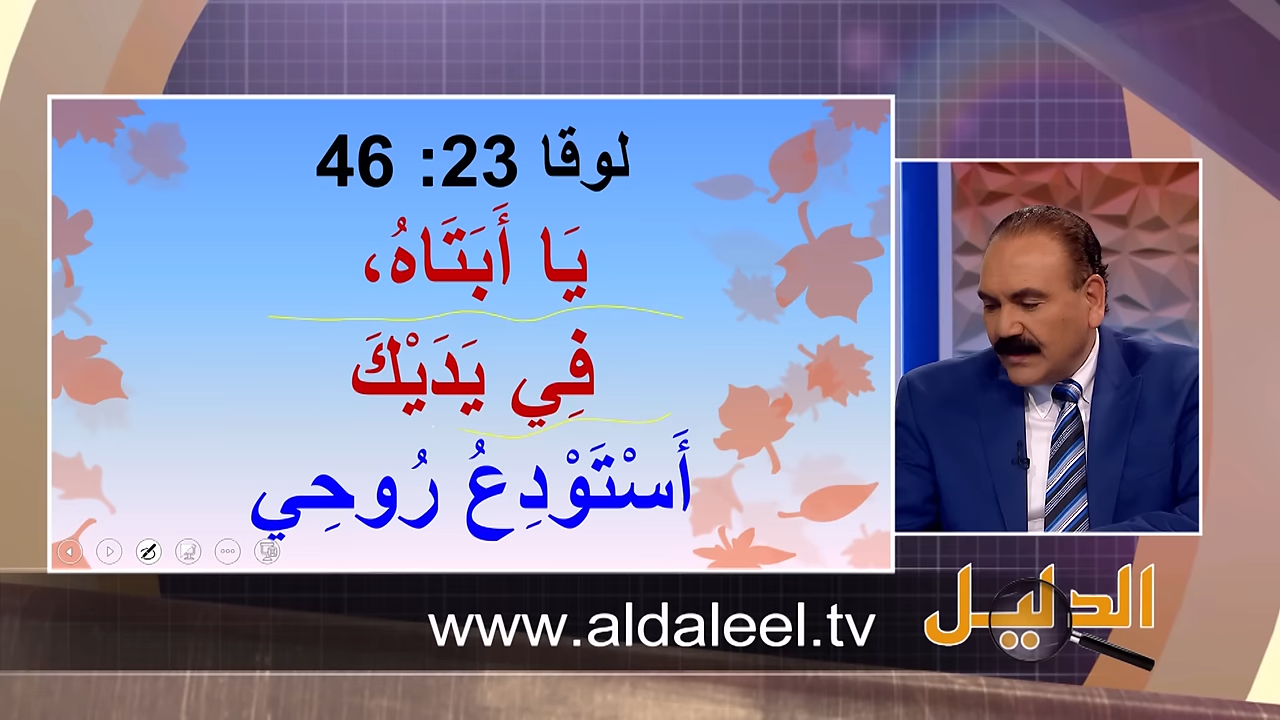 لوقا 23: 46
يَا أَبَتَاهُ،
فِي يَدَيْكَ
أَسْتَوْدِعُ رُوحِي
www.aldaleel.tv
الدليل